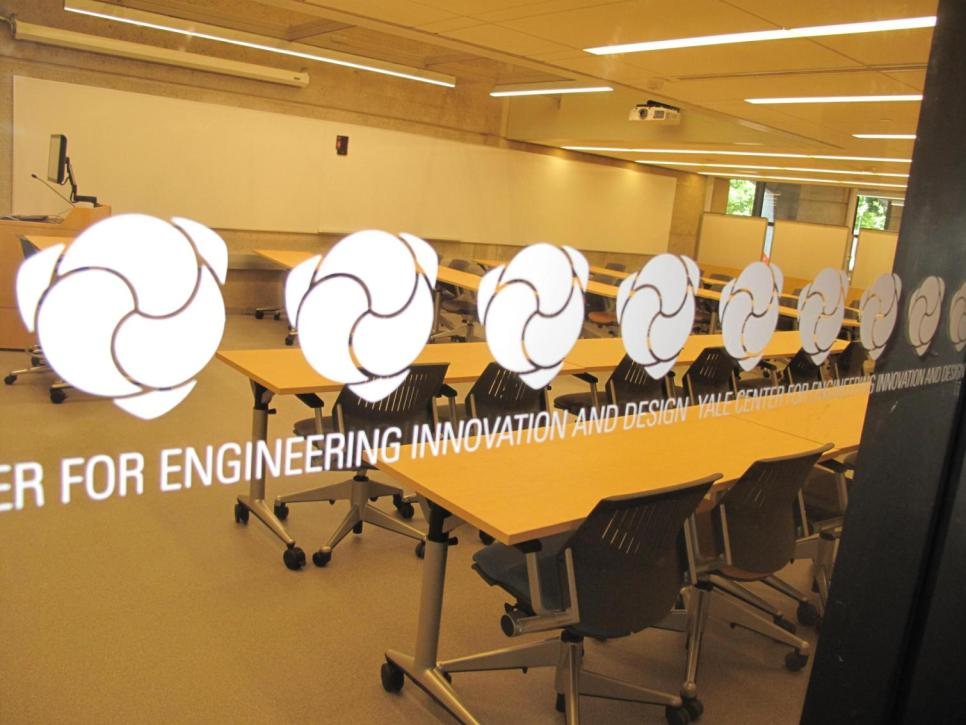 ER FOR ENGINEERING INNOVATION AND DESIGN YALE CENTER FOR ENGINEERING INNOVATION AND DESIGN